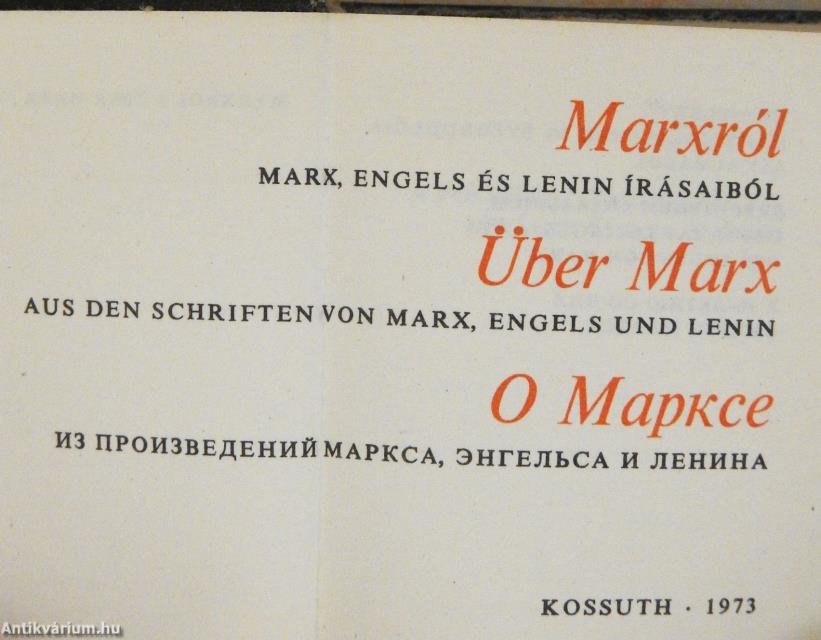 Marxról
MARX, ENGELS ÉS LENIN ÍRÁSAIBÓL
Über Marx
AUS DEN SCHRIFTEN VON MARX, ENGELS UND LENIN
О Марксе
ИЗ ПРОИЗВЕДЕНИЙ МАРКСА, ЭНГЕЛЬСА И ЛЕНИНА
KOSSUTH · 1973
Antikvárium.hu